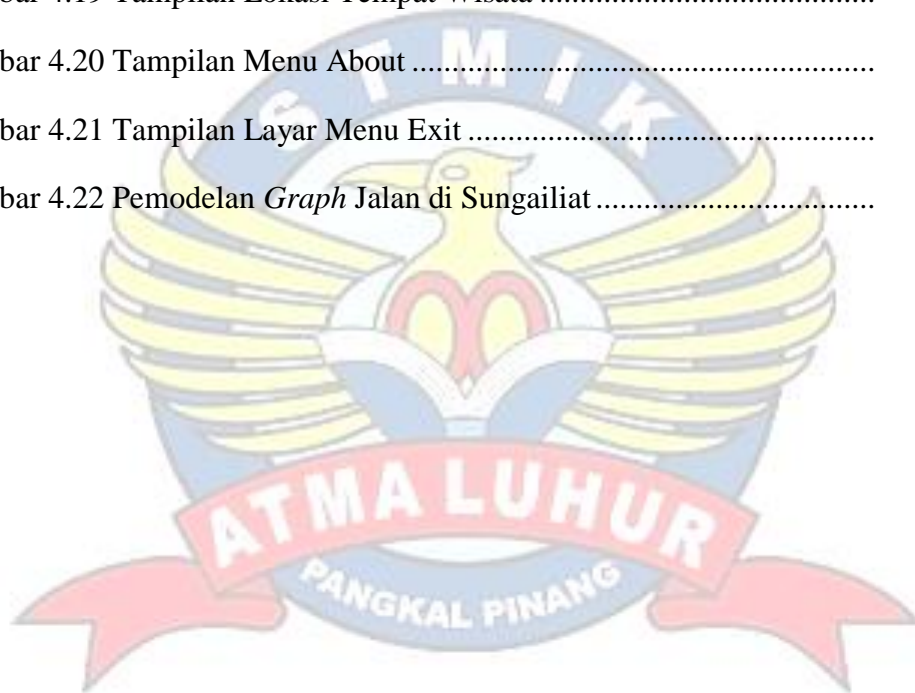 bar 4.19 Tampilan Lokasi Tempat Wisata ..........................................
bar 4.20 Tampilan Menu About ..........................................................
bar 4.21 Tampilan Layar Menu Exit ...................................................
bar 4.22 Pemodelan Graph Jalan di Sungailiat ...................................
STMIK
ATMA LUHUR
PANGKAL PINANG